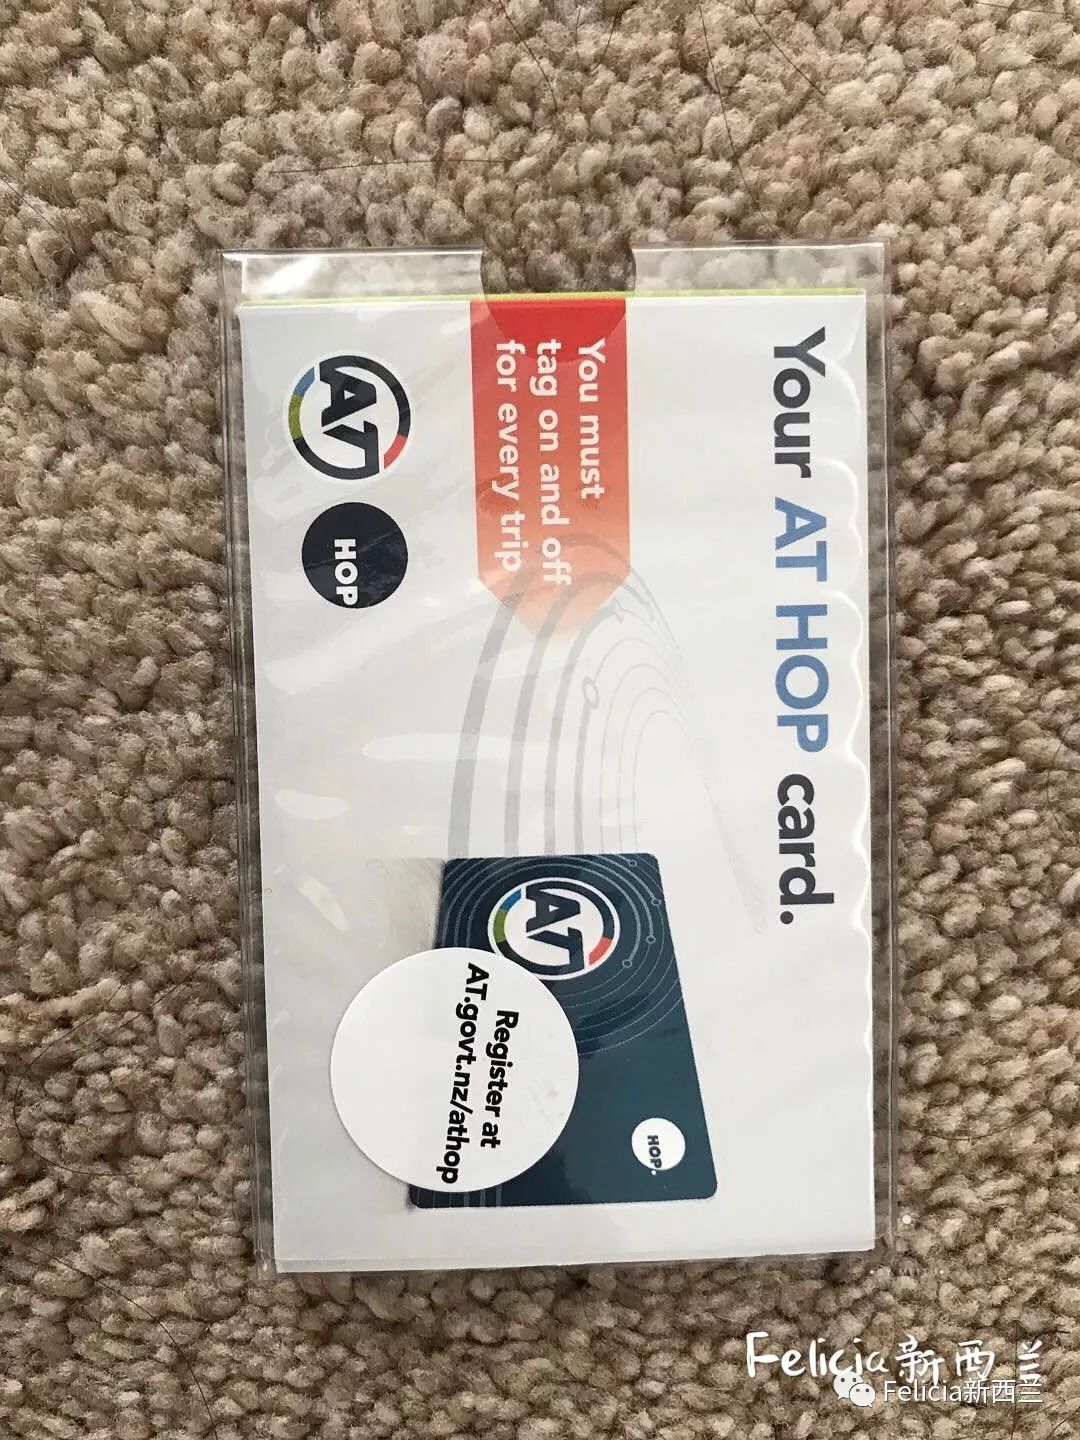 Your AT HOP card.
You must
tag on and off
for every trip
AT
HOP
AT
HOP.
Register at
AT.govt.nz/athop
Felicia新西兰
Felicia新西兰